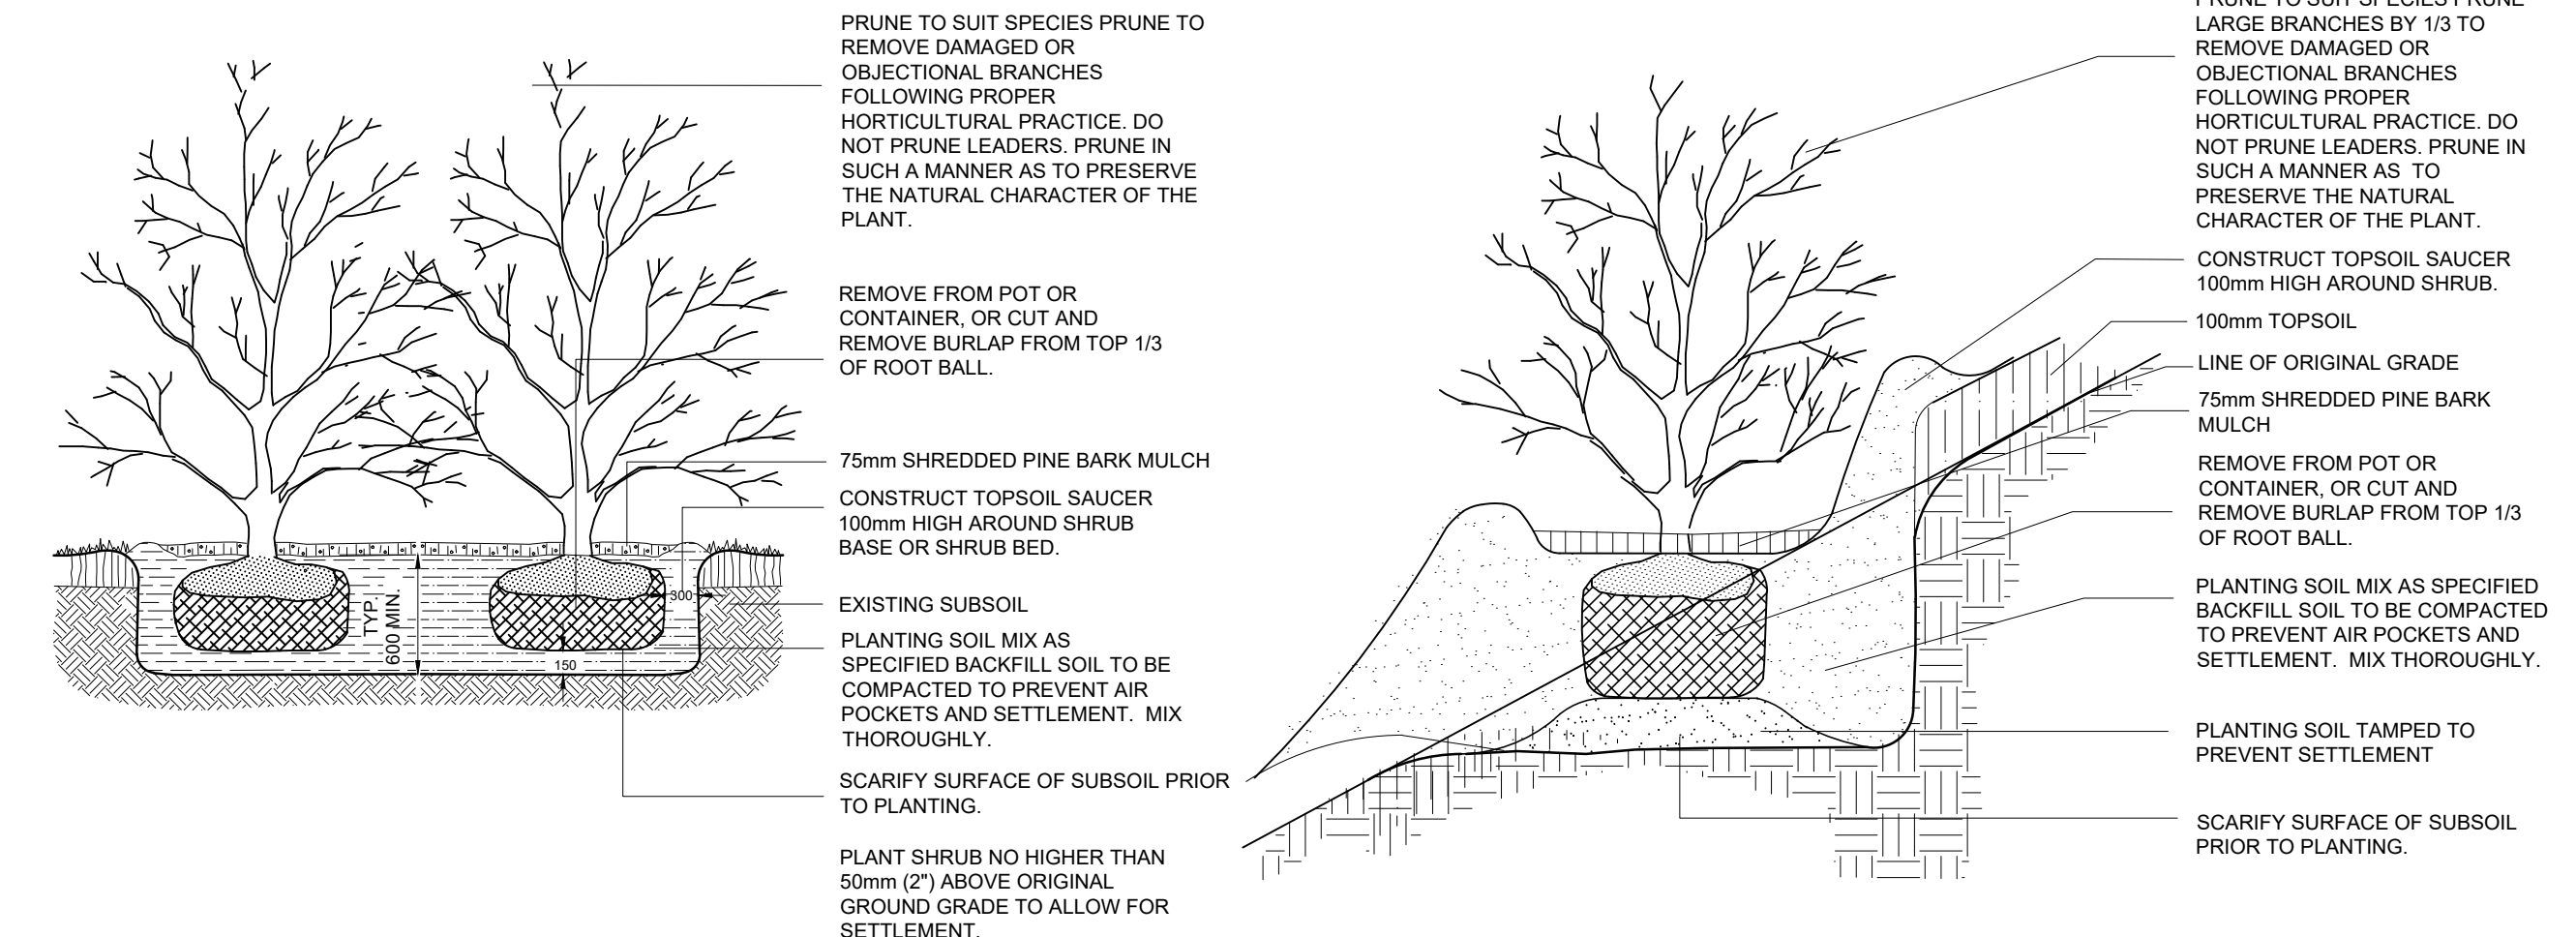 PRUNE TO SUIT SPECIES PRUNE TO
REMOVE DAMAGED OR
OBJECTIONAL BRANCHES
FOLLOWING PROPER
HORTICULTURAL PRACTICE. DO
NOT PRUNE LEADERS. PRUNE IN
SUCH A MANNER AS TO PRESERVE
THE NATURAL CHARACTER OF THE
PLANT.
REMOVE FROM POT OR
CONTAINER, OR CUT AND
REMOVE BURLAP FROM TOP 1/3
OF ROOT BALL.
75mm SHREDDED PINE BARK MULCH
CONSTRUCT TOPSOIL SAUCER
100mm HIGH AROUND SHRUB
BASE OR SHRUB BED.
EXISTING SUBSOIL
PLANTING SOIL MIX AS
SPECIFIED BACKFILL SOIL TO BE
COMPACTED TO PREVENT AIR
POCKETS AND SETTLEMENT. MIX
THOROUGHLY.
SCARIFY SURFACE OF SUBSOIL PRIOR
TO PLANTING.
PLANT SHRUB NO HIGHER THAN
50mm (2") ABOVE ORIGINAL
GROUND GRADE TO ALLOW FOR
SETTLEMENT.
TYP.
600 MIN.
300
150
PRUNE TO SUIT SPECIES PRUNE
LARGE BRANCHES BY 1/3 TO
REMOVE DAMAGED OR
OBJECTIONAL BRANCHES
FOLLOWING PROPER
HORTICULTURAL PRACTICE. DO
NOT PRUNE LEADERS. PRUNE IN
SUCH A MANNER AS TO
PRESERVE THE NATURAL
CHARACTER OF THE PLANT.
CONSTRUCT TOPSOIL SAUCER
100mm HIGH AROUND SHRUB.
100mm TOPSOIL
LINE OF ORIGINAL GRADE
75mm SHREDDED PINE BARK
MULCH
REMOVE FROM POT OR
CONTAINER, OR CUT AND
REMOVE BURLAP FROM TOP 1/3
OF ROOT BALL.
PLANTING SOIL MIX AS SPECIFIED
BACKFILL SOIL TO BE COMPACTED
TO PREVENT AIR POCKETS AND
SETTLEMENT. MIX THOROUGHLY.
PLANTING SOIL TAMPED TO
PREVENT SETTLEMENT
SCARIFY SURFACE OF SUBSOIL
PRIOR TO PLANTING.